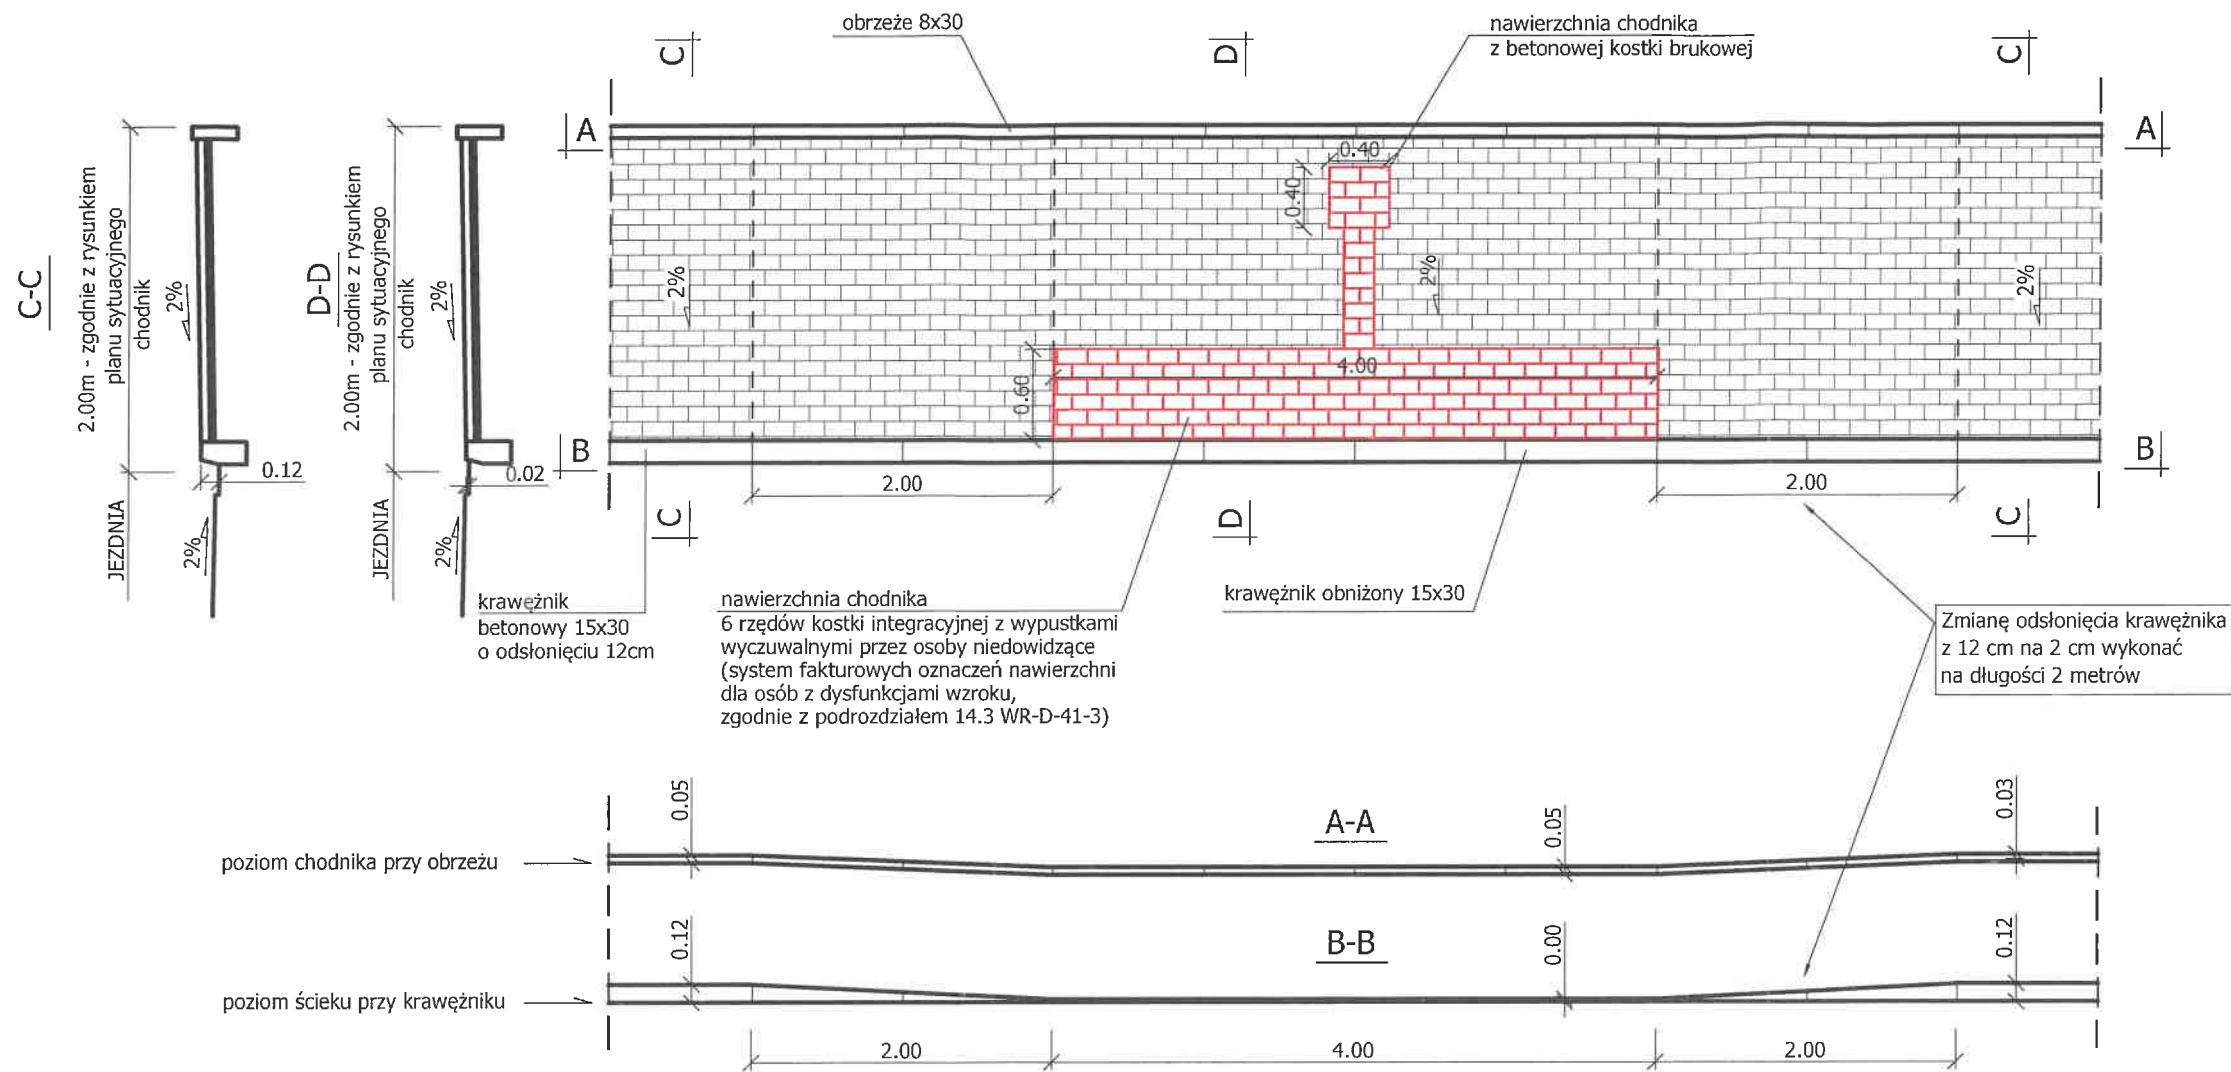 obrzeże 8x30
nawierzchnia chodnika
z betonowej kostki brukowej
C
D
C
A
A
0.40
0.40
C-C
2.00m - zgodnie z rysunkiem
planu sytuacyjnego
chodnik
2%
D-D
2.00m - zgodnie z rysunkiem
planu sytuacyjnego
chodnik
2%
2%
2%
2%
4.00
0.60
B
B
0.12
0.02
2.00
2.00
JEZDNIA
2%
JEZDNIA
2%
C
D
C
krawężnik
betonowy 15x30
o odsłonięciu 12cm
nawierzchnia chodnika
6 rzędów kostki integracyjnej z wypustkami
wyczuwalnymi przez osoby niedowidzące
(system fakturowych oznaczeń nawierzchni
dla osób z dysfunkcjami wzroku,
zgodnie z podrozdziałem 14.3 WR-D-41-3)
krawężnik obniżony 15x30
Zmianę odsłonięcia krawężnika
z 12 cm na 2 cm wykonać
na długości 2 metrów
0.05
A-A
0.05
0.03
poziom chodnika przy obrzeżu
0.12
B-B
0.00
0.12
poziom ścieku przy krawężniku
2.00
4.00
2.00